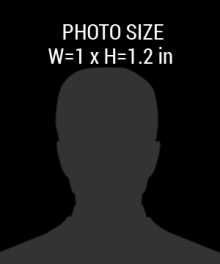 PHOTO SIZE
W=1 x H=1.2 in